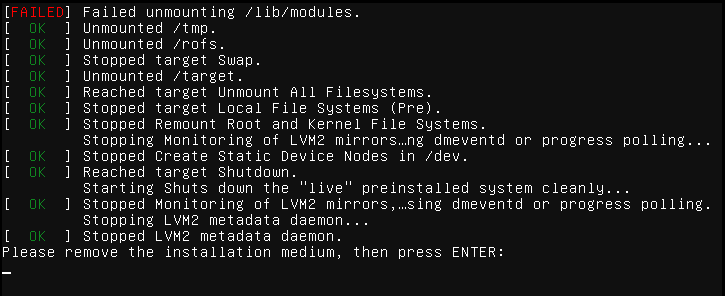 [FAILED] Failed unmounting /lib/modules.
[  OK  ] Unmounted /tmp.
[  OK  ] Unmounted /rofs.
[  OK  ] Stopped target Swap.
[  OK  ] Unmounted /target.
[  OK  ] Reached target Unmount All Filesystems.
[  OK  ] Stopped target Local File Systems (Pre).
[  OK  ] Stopped Remount Root and Kernel File Systems.
         Stopping Monitoring of LVM2 mirrors…ng dmeventd or progress polling...
[  OK  ] Stopped Create Static Device Nodes in /dev.
[  OK  ] Reached target Shutdown.
         Starting Shuts down the "live" preinstalled system cleanly...
[  OK  ] Stopped Monitoring of LVM2 mirrors,…sing dmeventd or progress polling.
         Stopping LVM2 metadata daemon...
[  OK  ] Stopped LVM2 metadata daemon.
Please remove the installation medium, then press ENTER: